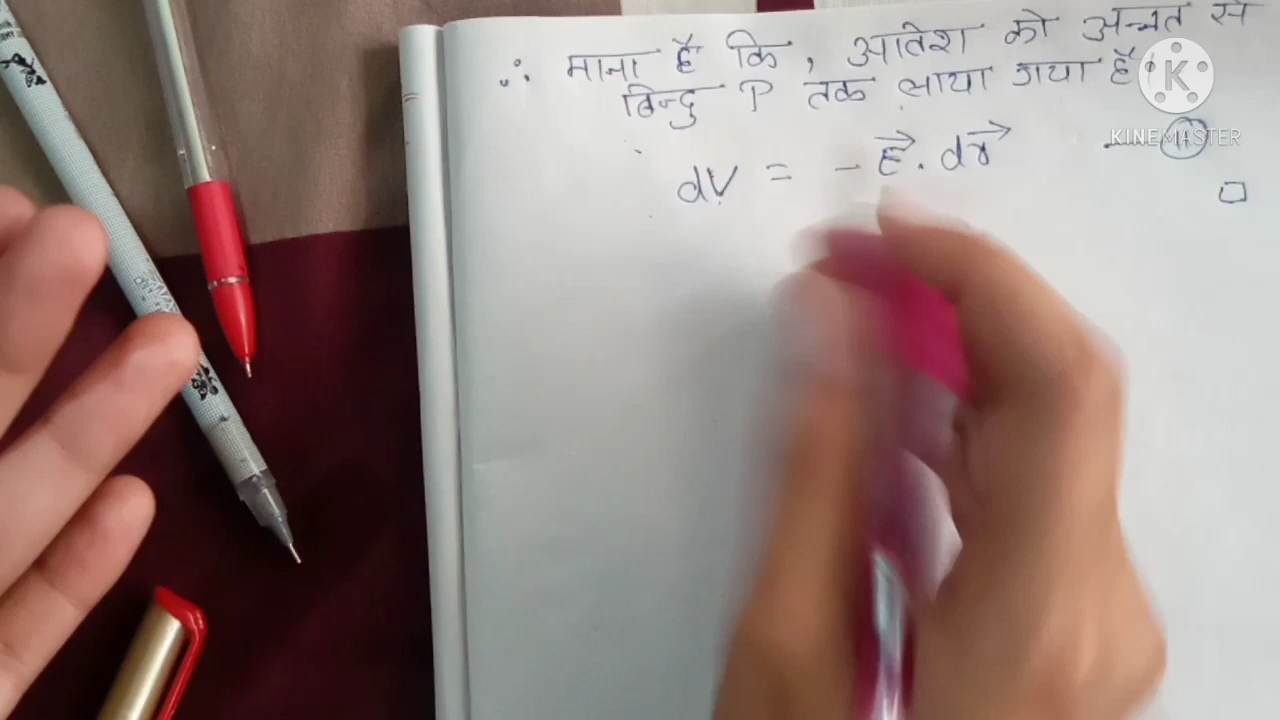 ∴ माना है कि, आवेश को अनन्त से
बिन्दु P तक लाया गया है।
dV = - E⃗ . dr⃗
K
KINEMASTER